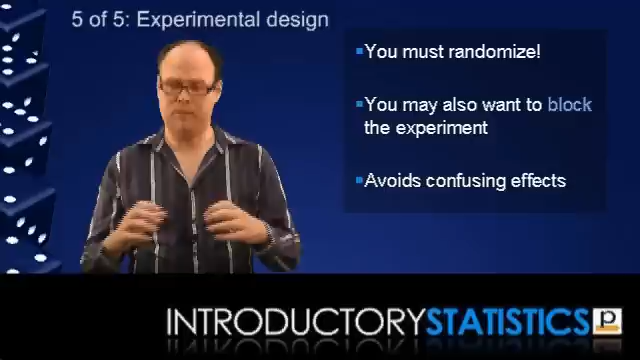 5 of 5: Experimental design
You must randomize!
You may also want to block
the experiment
Avoids confusing effects
INTRODUCTORYSTATISTICS
p